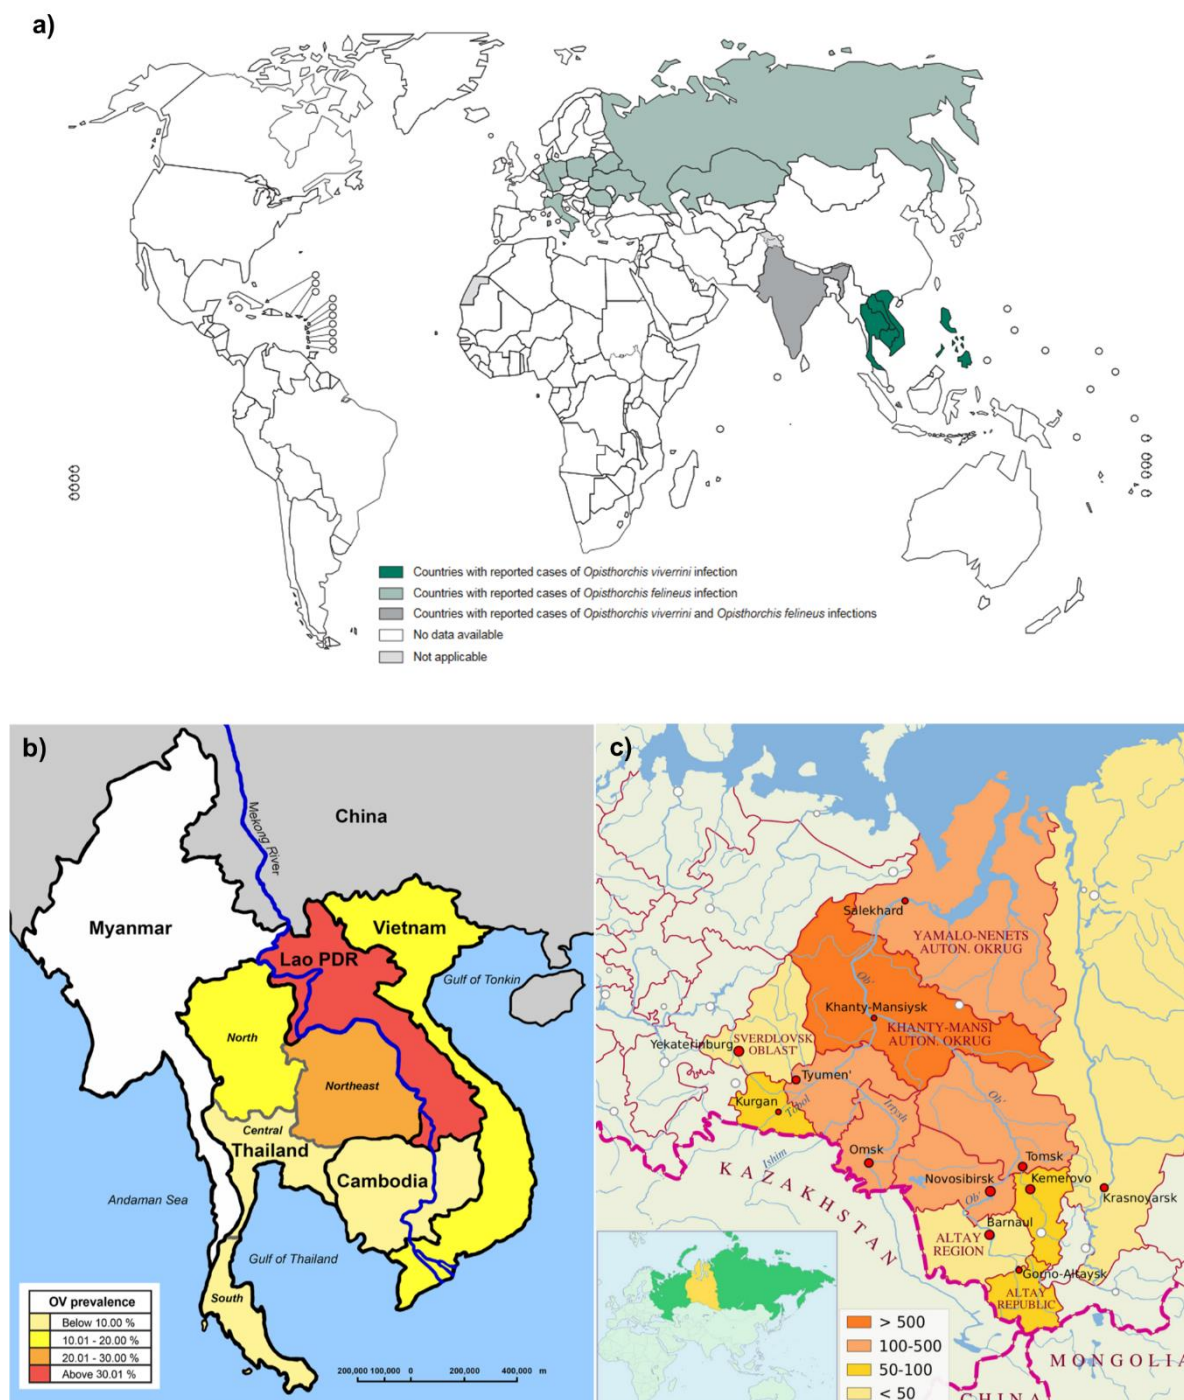 a)
Countries with reported cases of Opisthorchis viverrini infection
Countries with reported cases of Opisthorchis felineus infection
Countries with reported cases of Opisthorchis viverrini and Opisthorchis felineus infections
No data available
Not applicable
b)
China
Mekong River
Myanmar
Vietnam
Lao PDR
Gulf of Tonkin
North
Northeast
Central
Thailand
Cambodia
Andaman Sea
Gulf of Thailand
South
OV prevalence
Below 10.00 %
10.01 - 20.00 %
20.01 - 30.00 %
Above 30.01 %
200,000 100,000 0 200,000 400,000 m
c)
Salekhard
YAMALO-NENETS
AUTON. OKRUG
Ob'
Khanty-Mansiysk
KHANTY-MANSI
AUTON. OKRUG
Yekaterinburg
SVERDLOVSK
OBLAST'
Tyumen'
Kurgan
Tobol
Irtysh
Ob'
Ishim
Omsk
Tomsk
Novosibirsk
Kemerovo
Krasnoyarsk
Ob'
Barnaul
KAZAKHSTAN
ALTAY
REGION
Gorno-Altaysk
ALTAY
REPUBLIC
> 500
100-500
50-100
< 50
MONGOLIA
CHINA